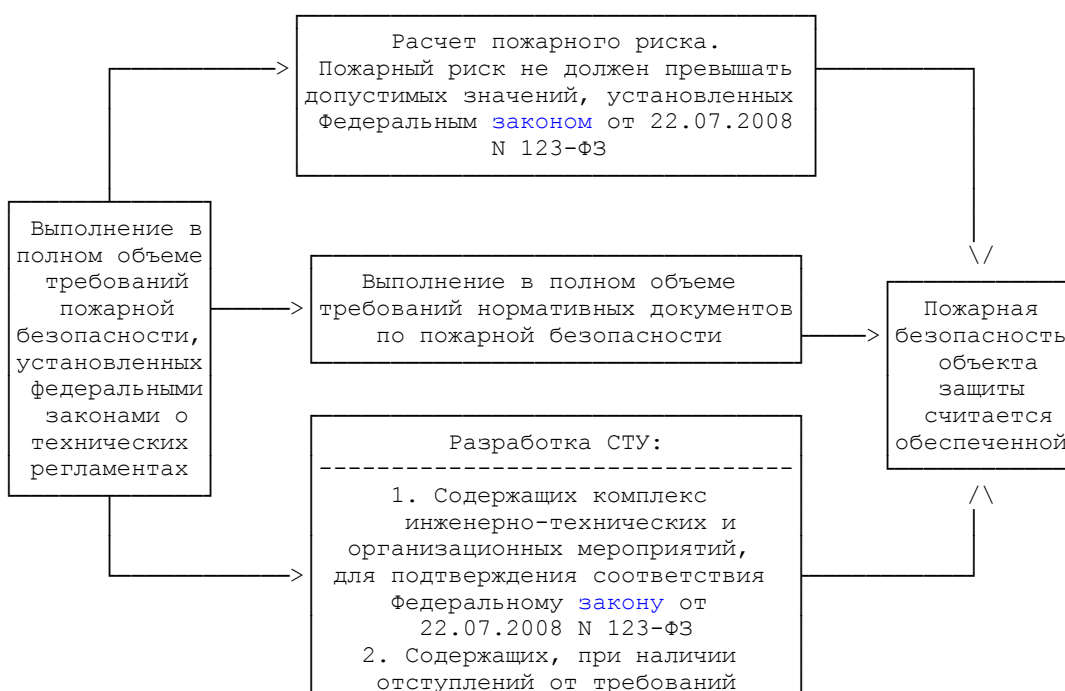 Расчет пожарного риска.
Пожарный риск не должен превышать
допустимых значений, установленных
Федеральным законом от 22.07.2008
N 123-ФЗ
Выполнение в
полном объеме
требований
пожарной
безопасности,
установленных
федеральными
законами о
технических
регламентах
Выполнение в полном объеме
требований нормативных документов
по пожарной безопасности
Разработка СТУ:
1. Содержащих комплекс
инженерно-технических и
организационных мероприятий,
для подтверждения соответствия
Федеральному закону от
22.07.2008 N 123-ФЗ
2. Содержащих, при наличии
отступлений от требований
Пожарная
безопасность
объекта
защиты
считается
обеспеченной